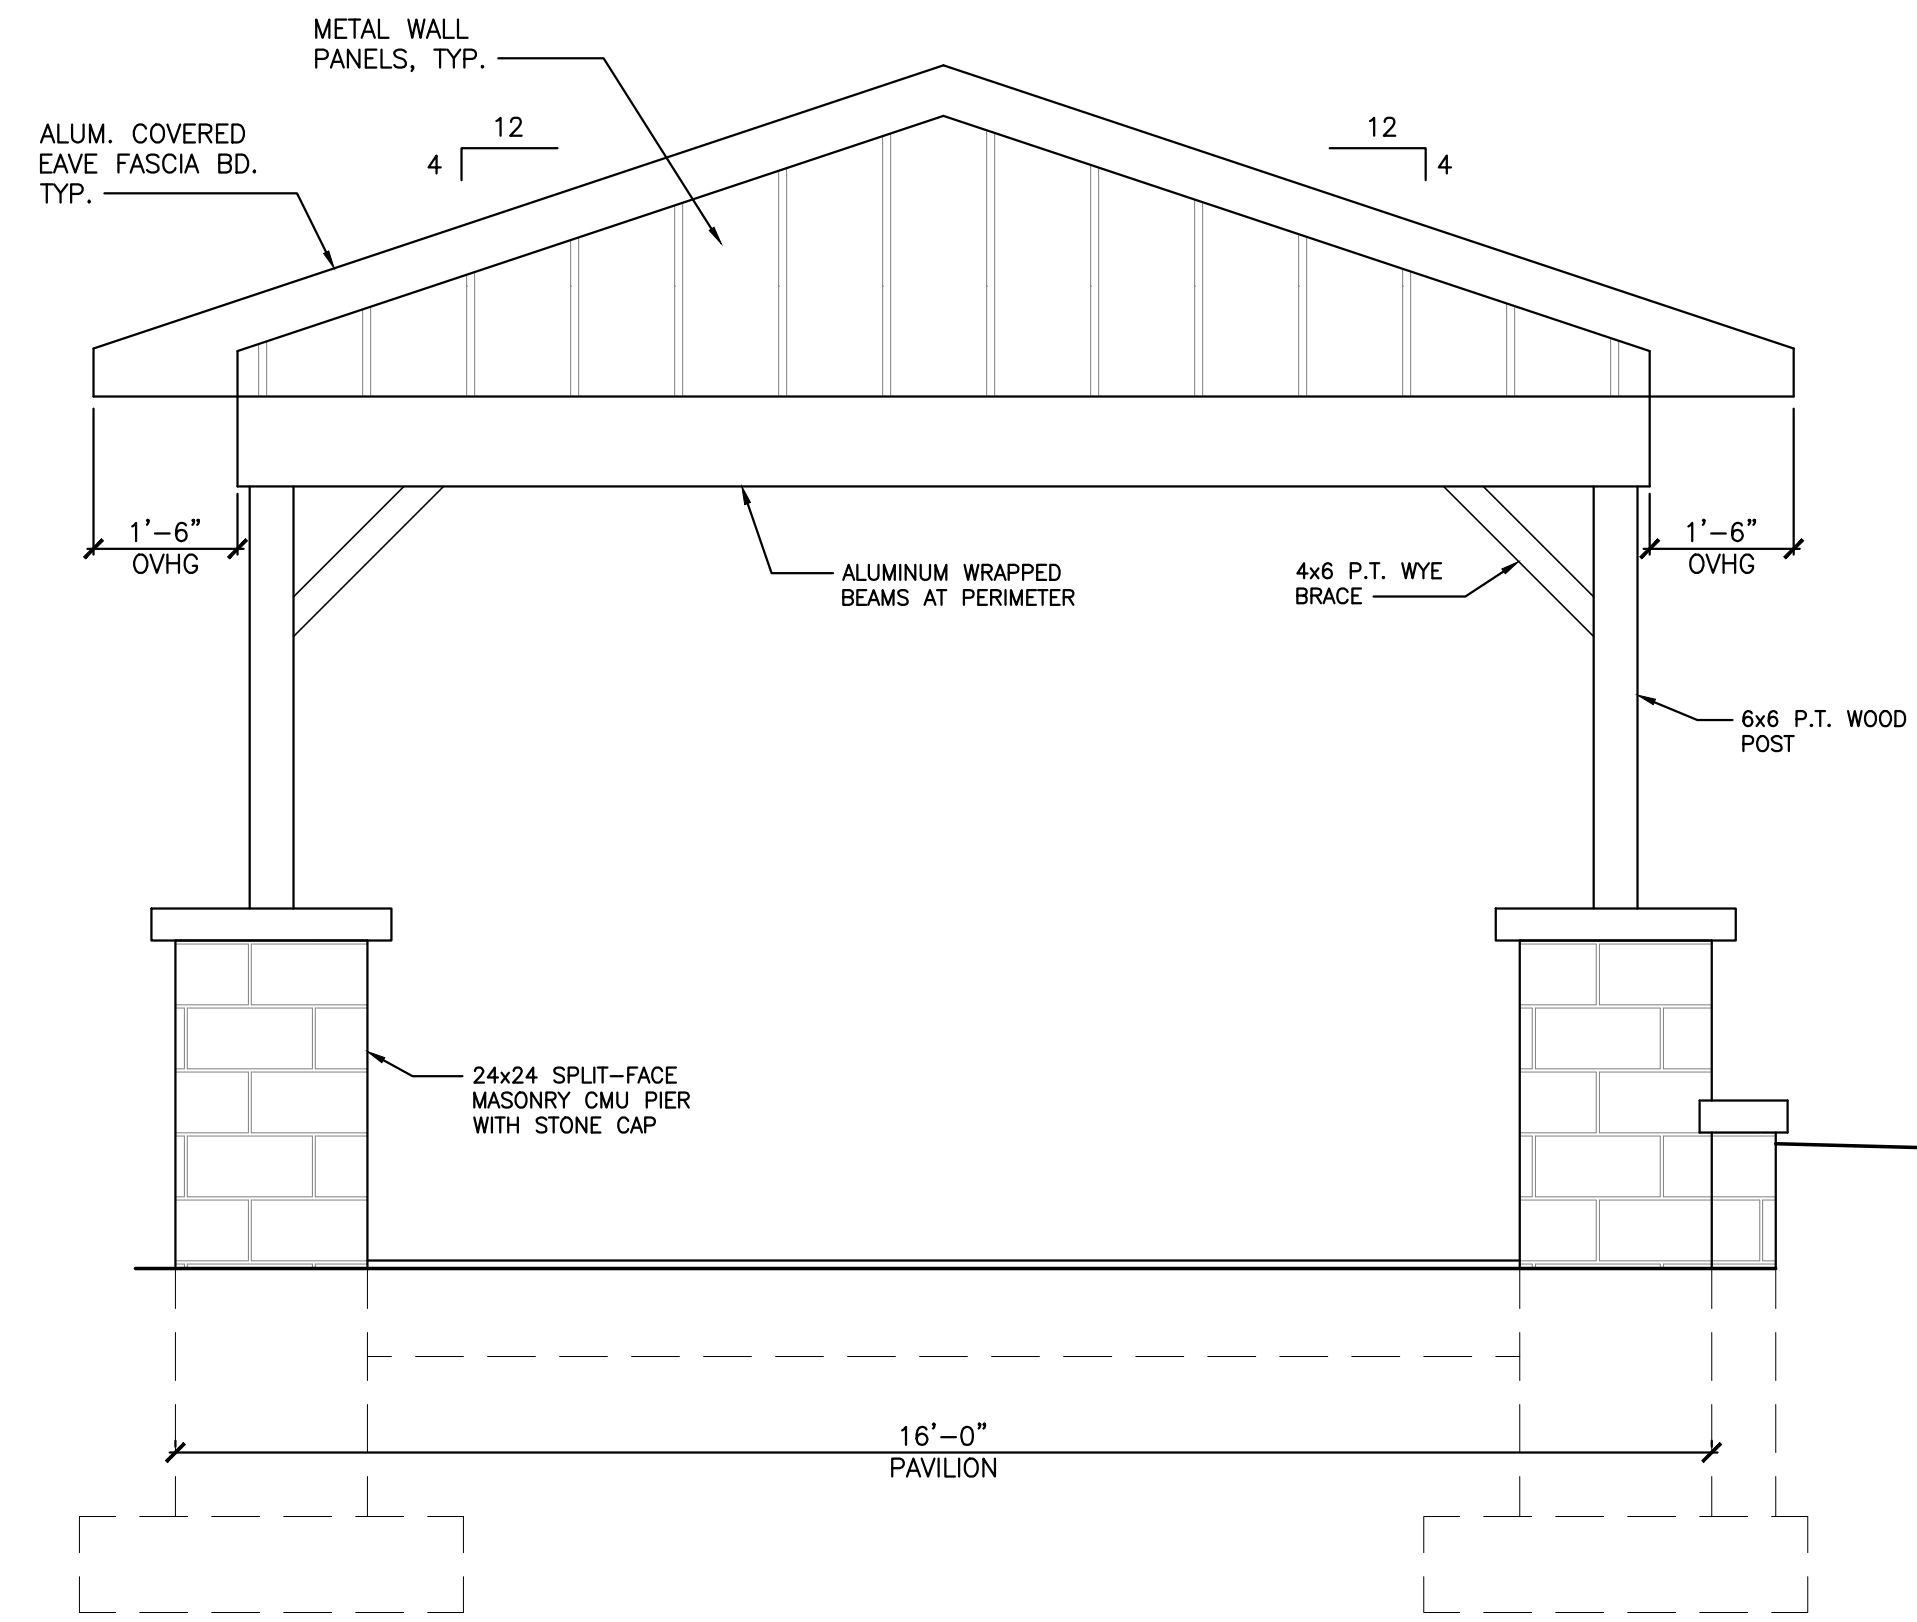 METAL WALL
PANELS, TYP.
ALUM. COVERED
EAVE FASCIA BD.
TYP.
12
4
12
4
1'-6"
OVHG
1'-6"
OVHG
ALUMINUM WRAPPED
BEAMS AT PERIMETER
4x6 P.T. WYE
BRACE
6x6 P.T. WOOD
POST
24x24 SPLIT-FACE
MASONRY CMU PIER
WITH STONE CAP
16'-0"
PAVILION